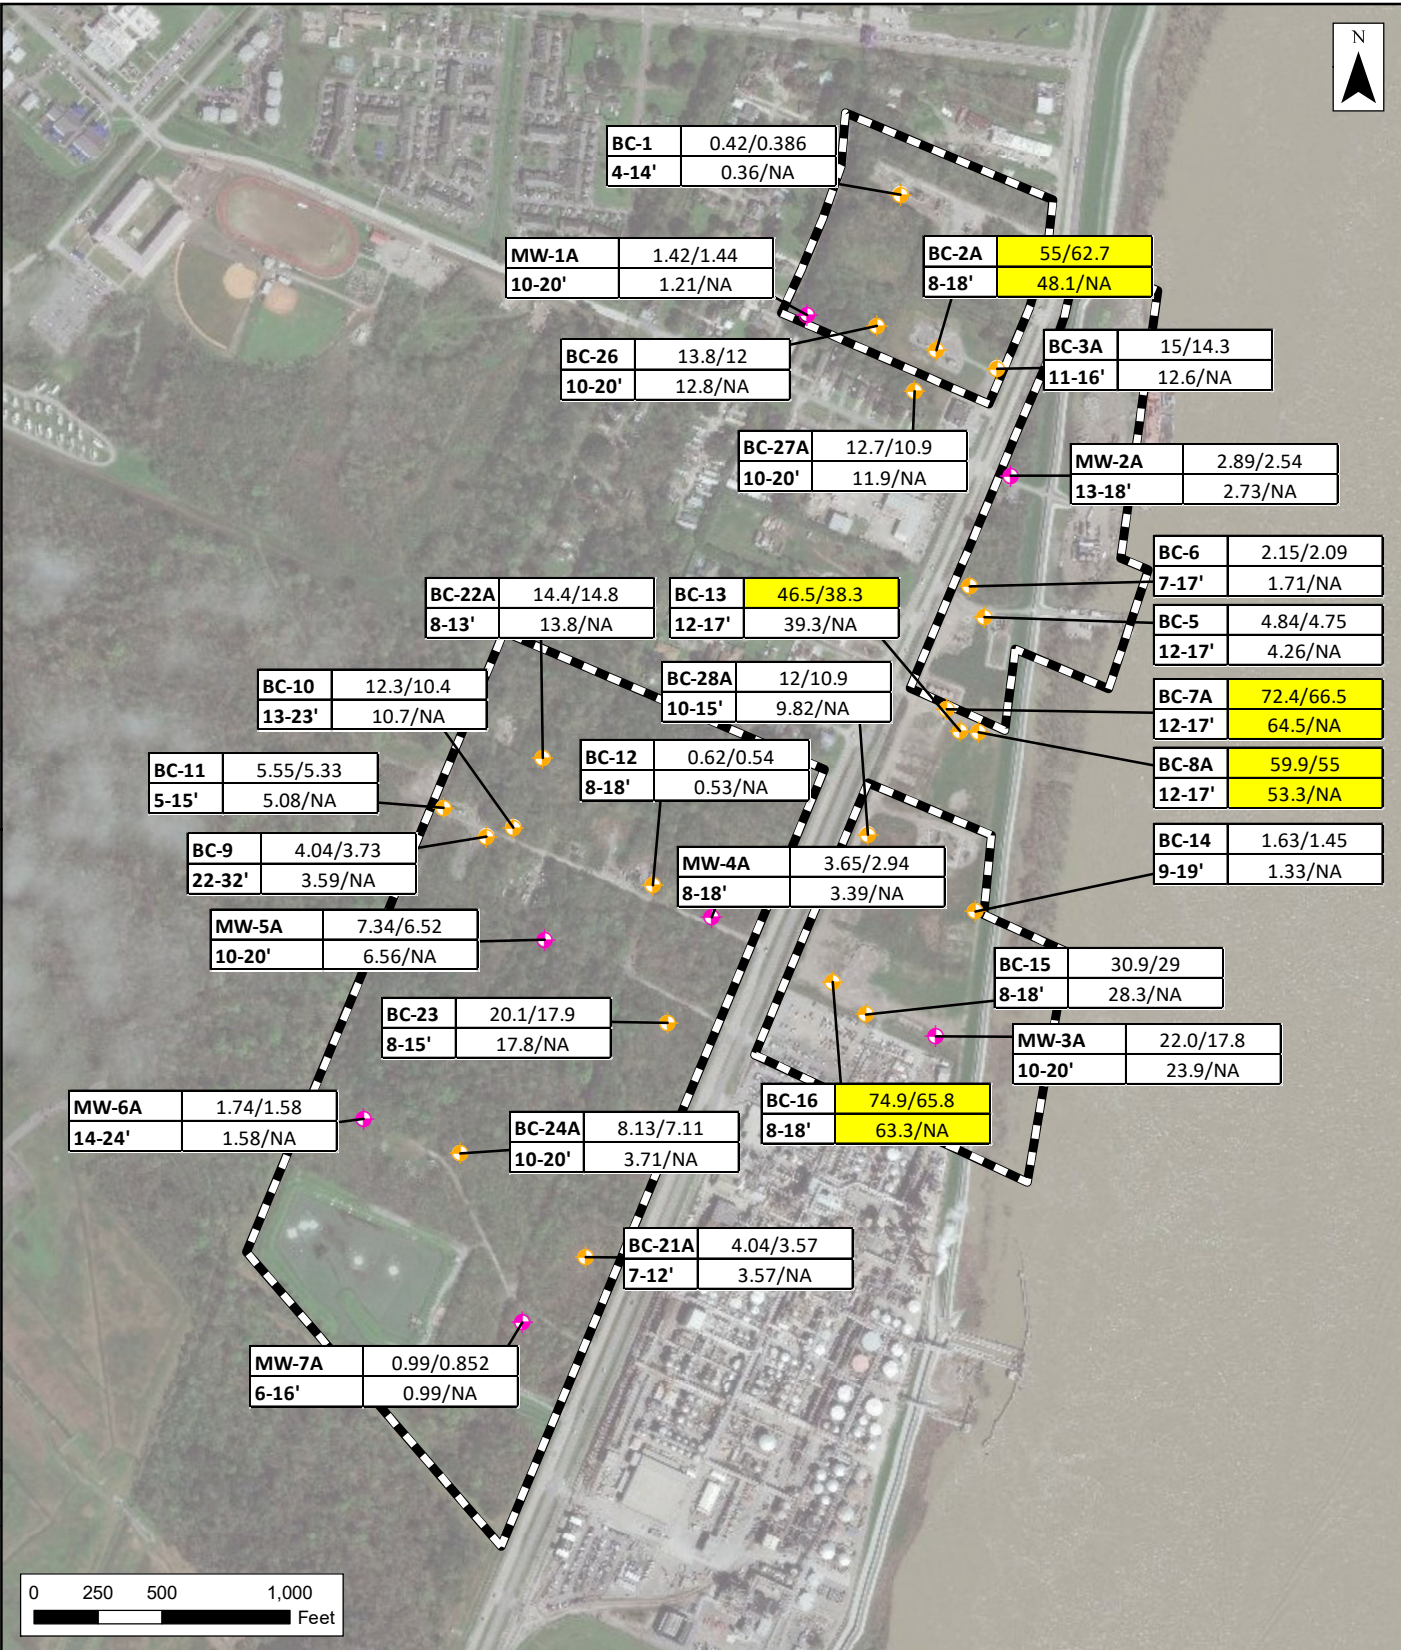 N
BC-1 0.42/0.386
4-14' 0.36/NA
MW-1A 1.42/1.44
10-20' 1.21/NA
BC-2A 55/62.7
8-18' 48.1/NA
BC-26 13.8/12
10-20' 12.8/NA
BC-3A 15/14.3
11-16' 12.6/NA
BC-27A 12.7/10.9
10-20' 11.9/NA
MW-2A 2.89/2.54
13-18' 2.73/NA
BC-6 2.15/2.09
7-17' 1.71/NA
BC-22A 14.4/14.8
8-13' 13.8/NA
BC-13 46.5/38.3
12-17' 39.3/NA
BC-5 4.84/4.75
12-17' 4.26/NA
BC-10 12.3/10.4
13-23' 10.7/NA
BC-28A 12/10.9
10-15' 9.82/NA
BC-7A 72.4/66.5
12-17' 64.5/NA
BC-11 5.55/5.33
5-15' 5.08/NA
BC-12 0.62/0.54
8-18' 0.53/NA
BC-8A 59.9/55
12-17' 53.3/NA
BC-9 4.04/3.73
22-32' 3.59/NA
MW-4A 3.65/2.94
8-18' 3.39/NA
BC-14 1.63/1.45
9-19' 1.33/NA
MW-5A 7.34/6.52
10-20' 6.56/NA
BC-15 30.9/29
8-18' 28.3/NA
BC-23 20.1/17.9
8-15' 17.8/NA
MW-3A 22.0/17.8
10-20' 23.9/NA
MW-6A 1.74/1.58
14-24' 1.58/NA
BC-16 74.9/65.8
8-18' 63.3/NA
BC-24A 8.13/7.11
10-20' 3.71/NA
BC-21A 4.04/3.57
7-12' 3.57/NA
MW-7A 0.99/0.852
6-16' 0.99/NA
0 250 500 1,000
Feet